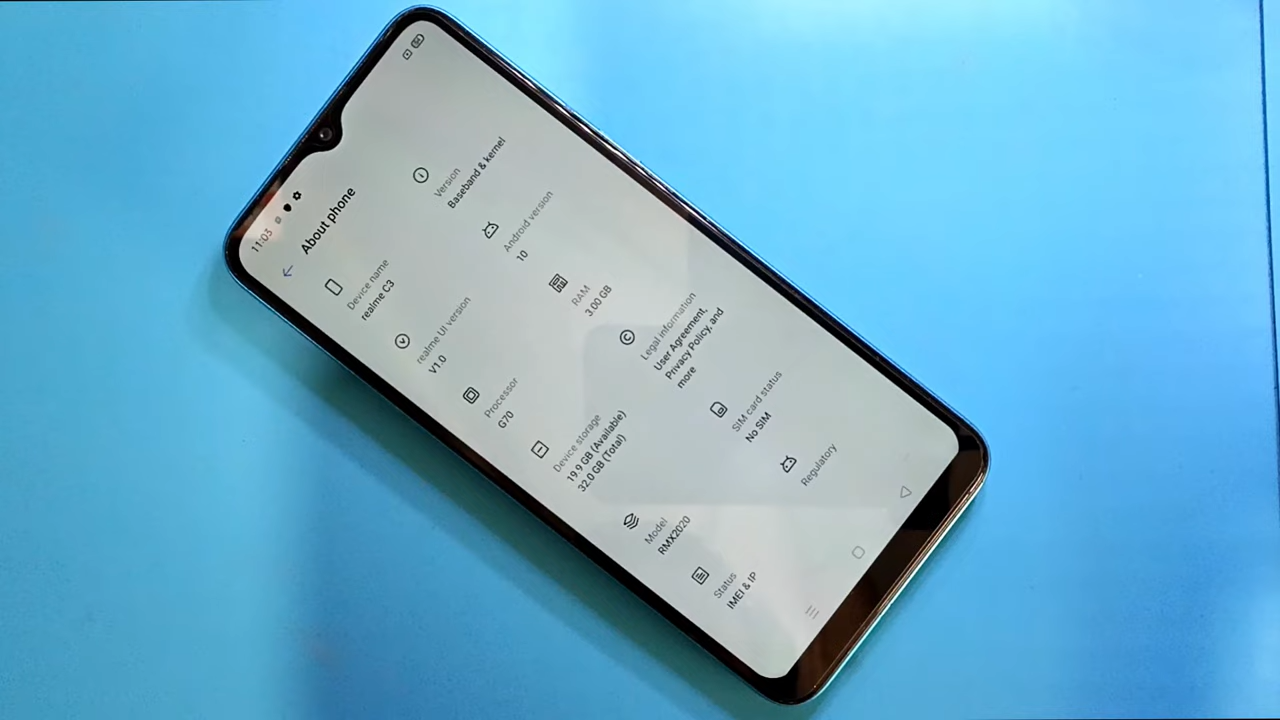 11:03
About phone
Device name
realme C3
Version
Baseband & kernel
realme UI version
V1.0
Android version
10
Processor
G70
RAM
3.00 GB
Device storage
19.9 GB (Available)
32.0 GB (Total)
Legal information
User Agreement,
Privacy Policy, and
more
Model
RMX2020
SIM card status
No SIM
Status
IMEI & IP
Regulatory